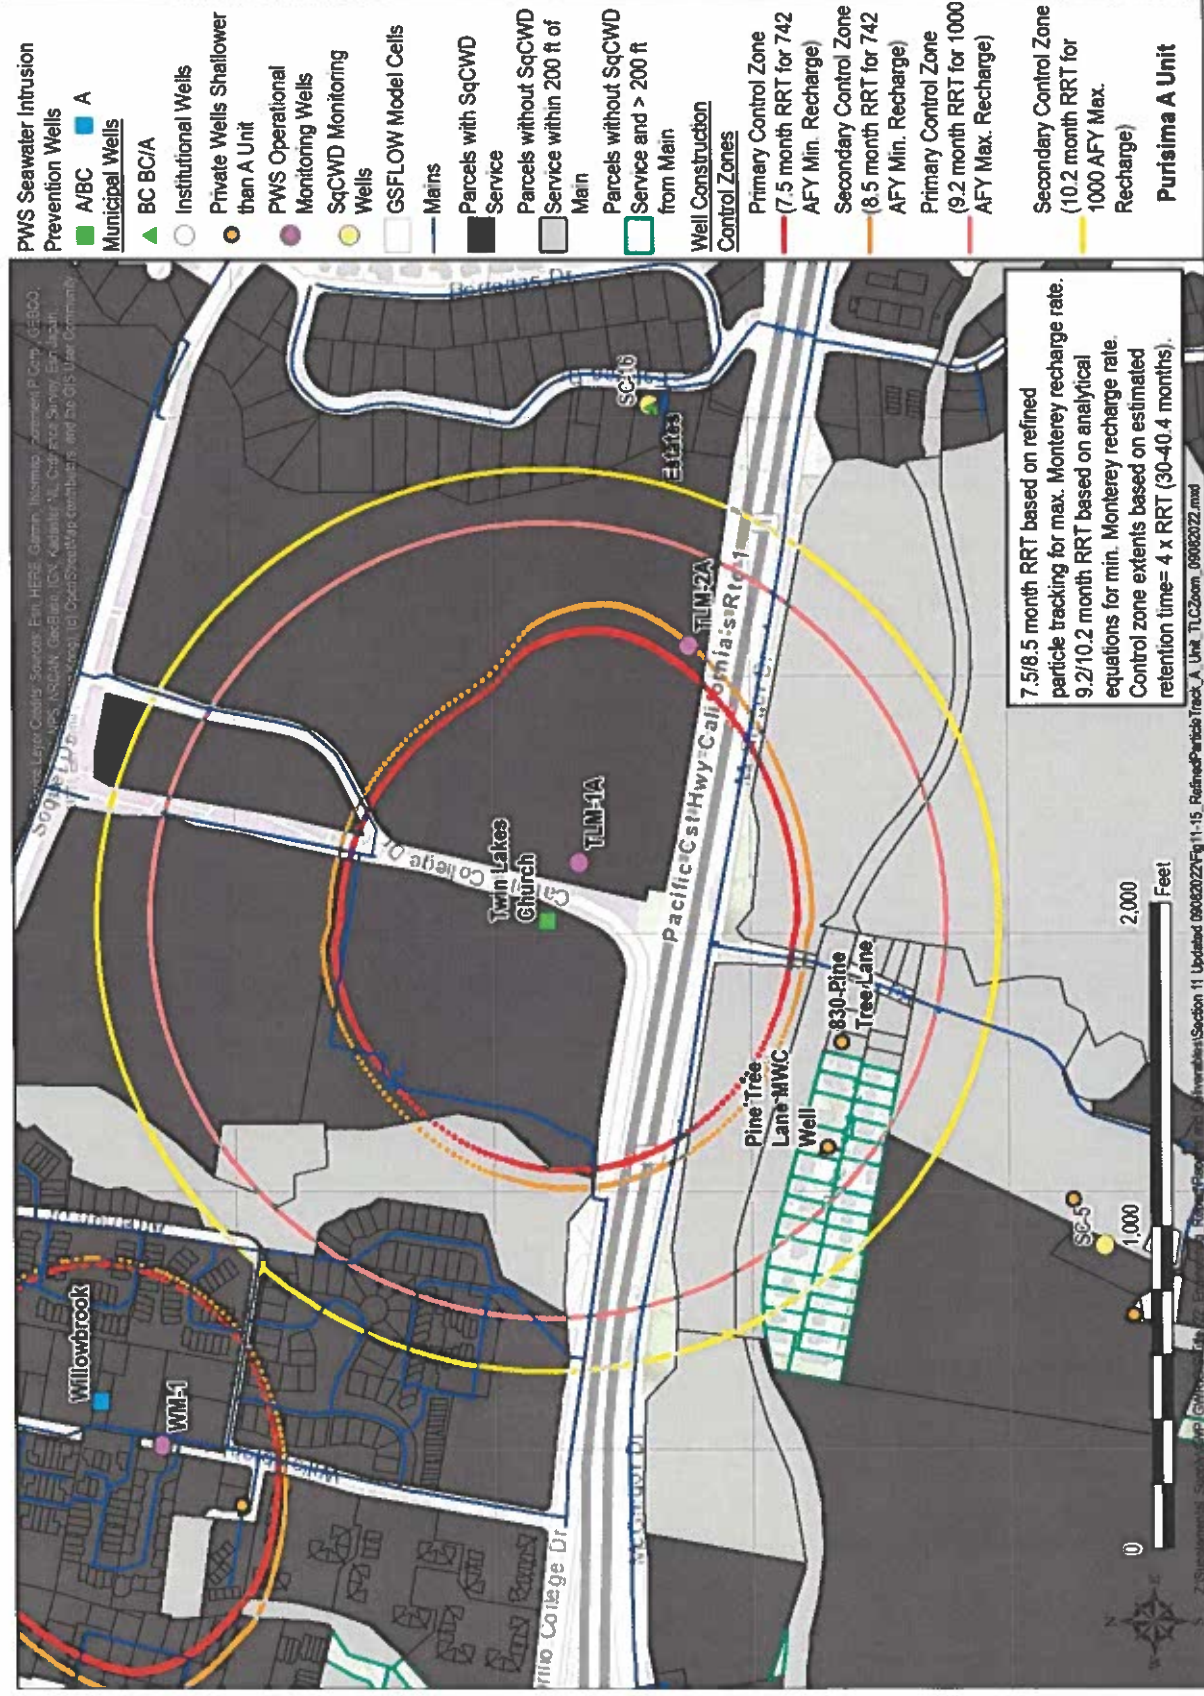 PWS Seawater Intrusion
Prevention Wells
A/BC
A
Municipal Wells
BC BC/A
Institutional Wells
Private Wells Shallower
than A Unit
PWS Operational
Monitoring Wells
SqCWD Monitoring
Wells
GSFLOW Model Cells
Mains
Parcels with SqCWD
Service
Parcels without SqCWD
Service within 200 ft of
Main
Parcels without SqCWD
Service and > 200 ft
from Main
Well Construction
Control Zones
Primary Control Zone
(7.5 month RRT for 742
AFY Min. Recharge)
Secondary Control Zone
(8.5 month RRT for 742
AFY Min. Recharge)
Primary Control Zone
(9.2 month RRT for 1000
AFY Max. Recharge)
Secondary Control Zone
(10.2 month RRT for
1000 AFY Max.
Recharge)
Purisima A Unit
Willowbrook
WM-1
Twin Lakes
Church
TLM-1A
TLM-2A
SC-16
Estates
Cabrillo College Dr
Pacific Cst Hwy California's Rte 1
Pine Tree
Lane MWC
Well
830 Pine
Tree Lane
SC-5
7.5/8.5 month RRT based on refined
particle tracking for max. Monterey recharge rate.
9.2/10.2 month RRT based on analytical
equations for min. Monterey recharge rate.
Control zone extents based on estimated
retention time= 4 x RRT (30-40.4 months).
0
1,000
2,000
Feet
N